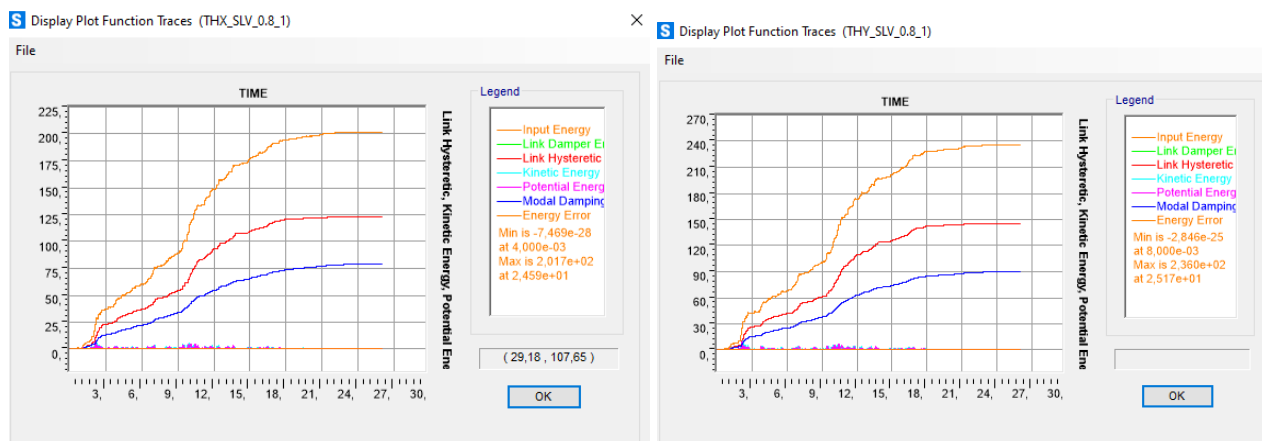 Display Plot Function Traces (THX_SLV_0.8_1)
File
TIME
225,
200,
175,
150,
125,
100,
75,
50,
25,
0,
3, 6, 9, 12, 15, 18, 21, 24, 27, 30,
Link Hysteretic, Kinetic Energy, Potential Ene
Legend
Input Energy
Link Damper Er
Link Hysteretic
Kinetic Energy
Potential Energ
Modal Damping
Energy Error
Min is -7,469e-28
at 4,000e-03
Max is 2,017e+02
at 2,459e+01
( 29,18 , 107,65 )
OK
Display Plot Function Traces (THY_SLV_0.8_1)
File
TIME
270,
240,
210,
180,
150,
120,
90,
60,
30,
0,
3, 6, 9, 12, 15, 18, 21, 24, 27, 30,
Link Hysteretic, Kinetic Energy, Potential Ene
Legend
Input Energy
Link Damper Er
Link Hysteretic
Kinetic Energy
Potential Energ
Modal Damping
Energy Error
Min is -2,846e-25
at 8,000e-03
Max is 2,360e+02
at 2,517e+01
OK